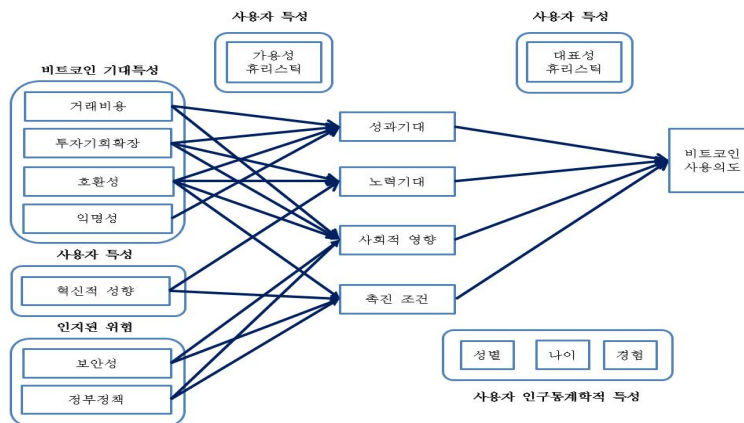 사용자 특성
사용자 특성
가용성
휴리스틱
대표성
휴리스틱
비트코인 기대특성
거래비용
투자기회확장
호환성
익명성
사용자 특성
혁신적 성향
인지된 위험
보안성
정부정책
성과기대
노력기대
사회적 영향
촉진 조건
비트코인
사용의도
성별
나이
경험
사용자 인구통계학적 특성